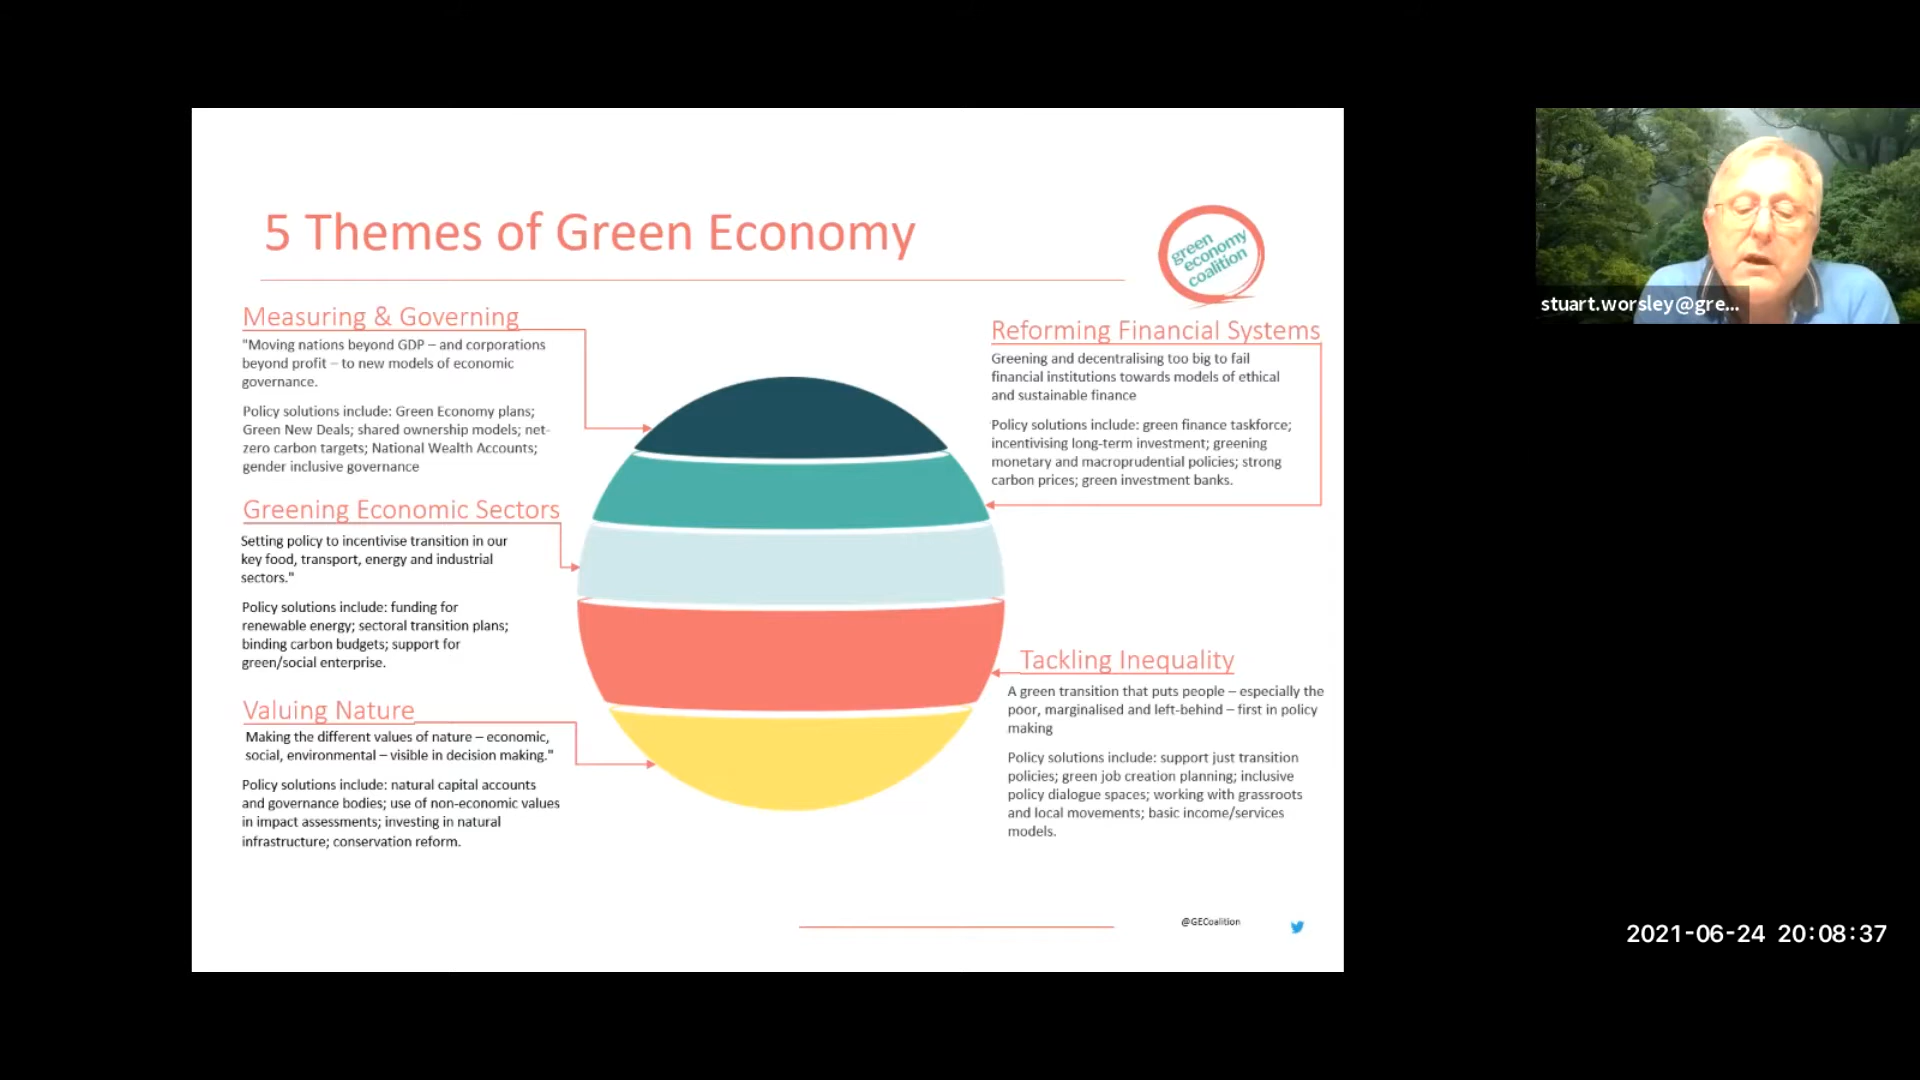 5 Themes of Green Economy
green
economy
coalition
Measuring & Governing
"Moving nations beyond GDP – and corporations
beyond profit – to new models of economic
governance.
Policy solutions include: Green Economy plans;
Green New Deals; shared ownership models; net-
zero carbon targets; National Wealth Accounts;
gender inclusive governance
Greening Economic Sectors
Setting policy to incentivise transition in our
key food, transport, energy and industrial
sectors."
Policy solutions include: funding for
renewable energy; sectoral transition plans;
binding carbon budgets; support for
green/social enterprise.
Valuing Nature
Making the different values of nature – economic,
social, environmental – visible in decision making."
Policy solutions include: natural capital accounts
and governance bodies; use of non-economic values
in impact assessments; investing in natural
infrastructure; conservation reform.
Reforming Financial Systems
Greening and decentralising too big to fail
financial institutions towards models of ethical
and sustainable finance
Policy solutions include: green finance taskforce;
incentivising long-term investment; greening
monetary and macroprudential policies; strong
carbon prices; green investment banks.
Tackling Inequality
A green transition that puts people – especially the
poor, marginalised and left-behind – first in policy
making
Policy solutions include: support just transition
policies; green job creation planning; inclusive
policy dialogue spaces; working with grassroots
and local movements; basic income/services
models.
@GECoalition
stuart.worsley@gre...
2021-06-24 20:08:37